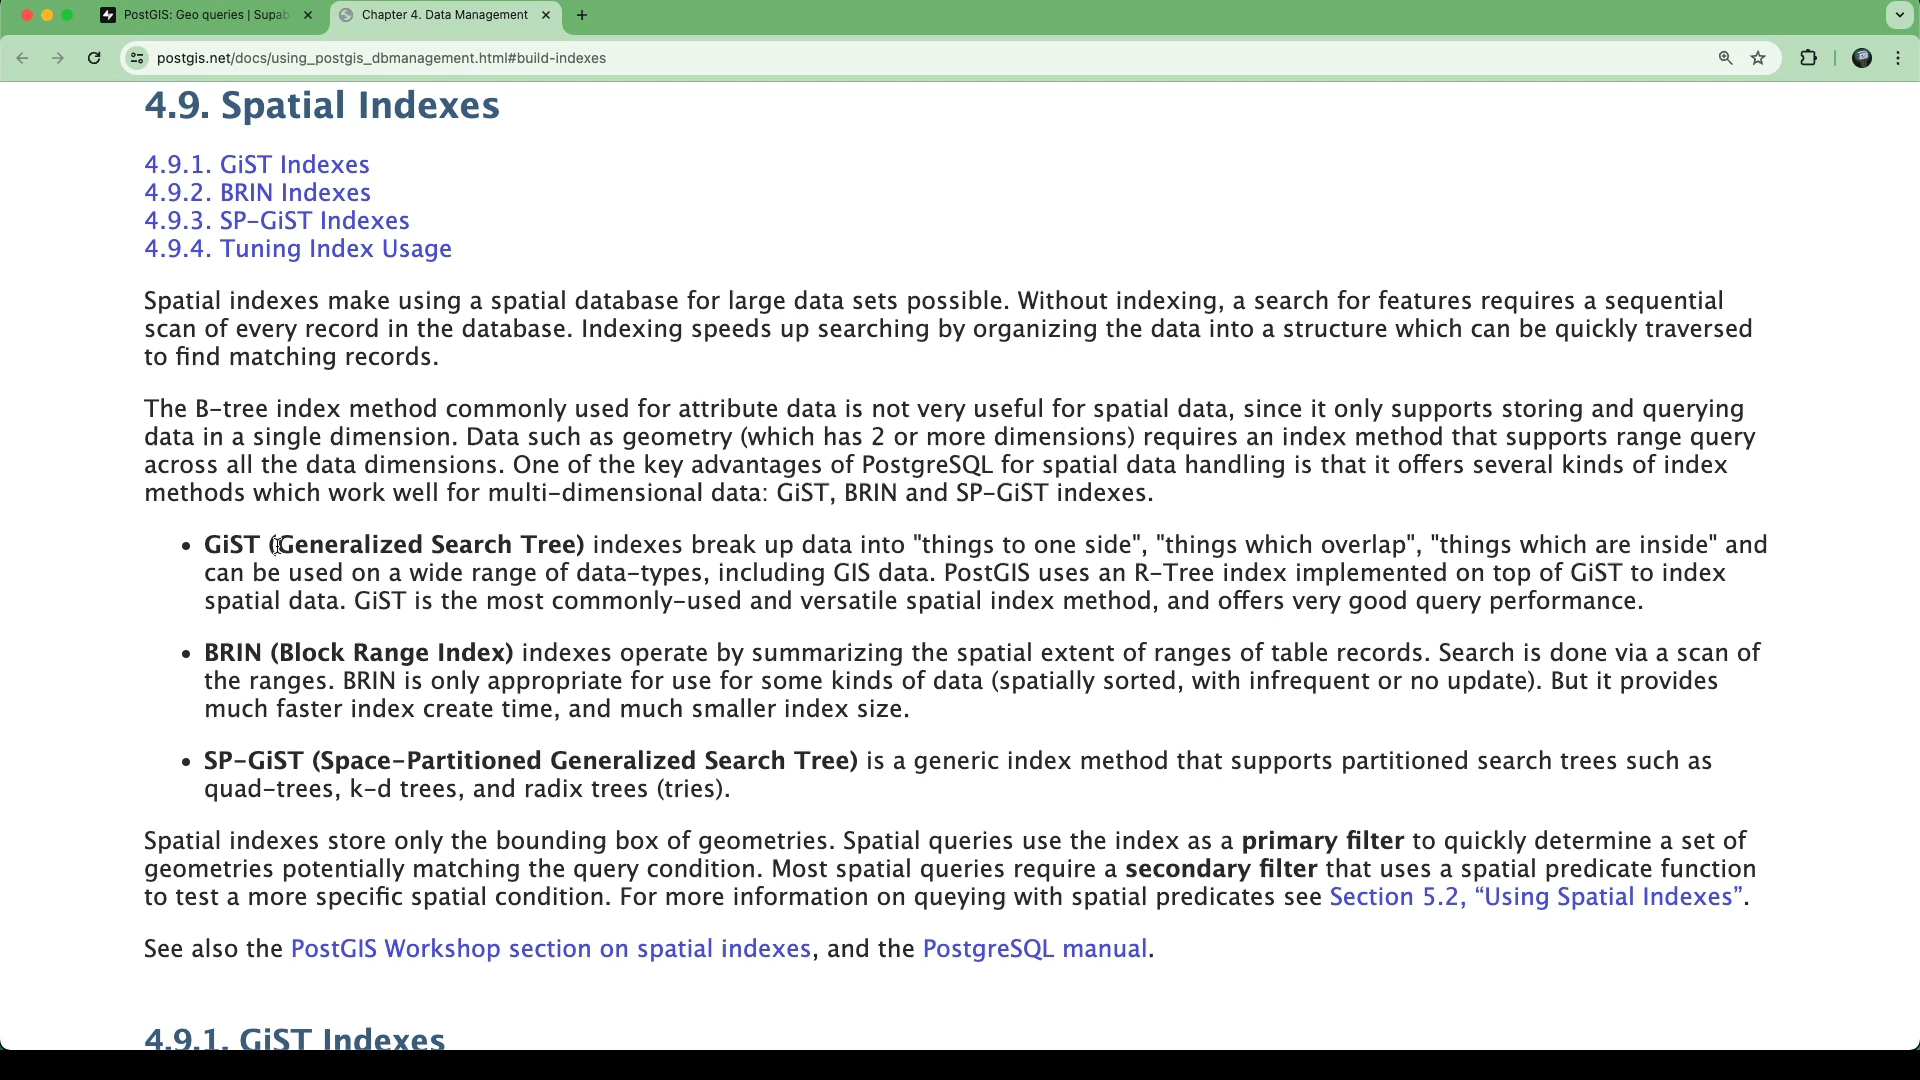 PostGIS: Geo queries | Supab
Chapter 4. Data Management
postgis.net/docs/using_postgis_dbmanagement.html#build-indexes
4.9. Spatial Indexes
4.9.1. GiST Indexes
4.9.2. BRIN Indexes
4.9.3. SP-GiST Indexes
4.9.4. Tuning Index Usage
Spatial indexes make using a spatial database for large data sets possible. Without indexing, a search for features requires a sequential
scan of every record in the database. Indexing speeds up searching by organizing the data into a structure which can be quickly traversed
to find matching records.
The B-tree index method commonly used for attribute data is not very useful for spatial data, since it only supports storing and querying
data in a single dimension. Data such as geometry (which has 2 or more dimensions) requires an index method that supports range query
across all the data dimensions. One of the key advantages of PostgreSQL for spatial data handling is that it offers several kinds of index
methods which work well for multi-dimensional data: GiST, BRIN and SP-GiST indexes.
• GiST (Generalized Search Tree) indexes break up data into "things to one side", "things which overlap", "things which are inside" and
can be used on a wide range of data-types, including GIS data. PostGIS uses an R-Tree index implemented on top of GiST to index
spatial data. GiST is the most commonly-used and versatile spatial index method, and offers very good query performance.
• BRIN (Block Range Index) indexes operate by summarizing the spatial extent of ranges of table records. Search is done via a scan of
the ranges. BRIN is only appropriate for use for some kinds of data (spatially sorted, with infrequent or no update). But it provides
much faster index create time, and much smaller index size.
• SP-GiST (Space-Partitioned Generalized Search Tree) is a generic index method that supports partitioned search trees such as
quad-trees, k-d trees, and radix trees (tries).
Spatial indexes store only the bounding box of geometries. Spatial queries use the index as a primary filter to quickly determine a set of
geometries potentially matching the query condition. Most spatial queries require a secondary filter that uses a spatial predicate function
to test a more specific spatial condition. For more information on queying with spatial predicates see Section 5.2, “Using Spatial Indexes”.
See also the PostGIS Workshop section on spatial indexes, and the PostgreSQL manual.
4.9.1. GiST Indexes